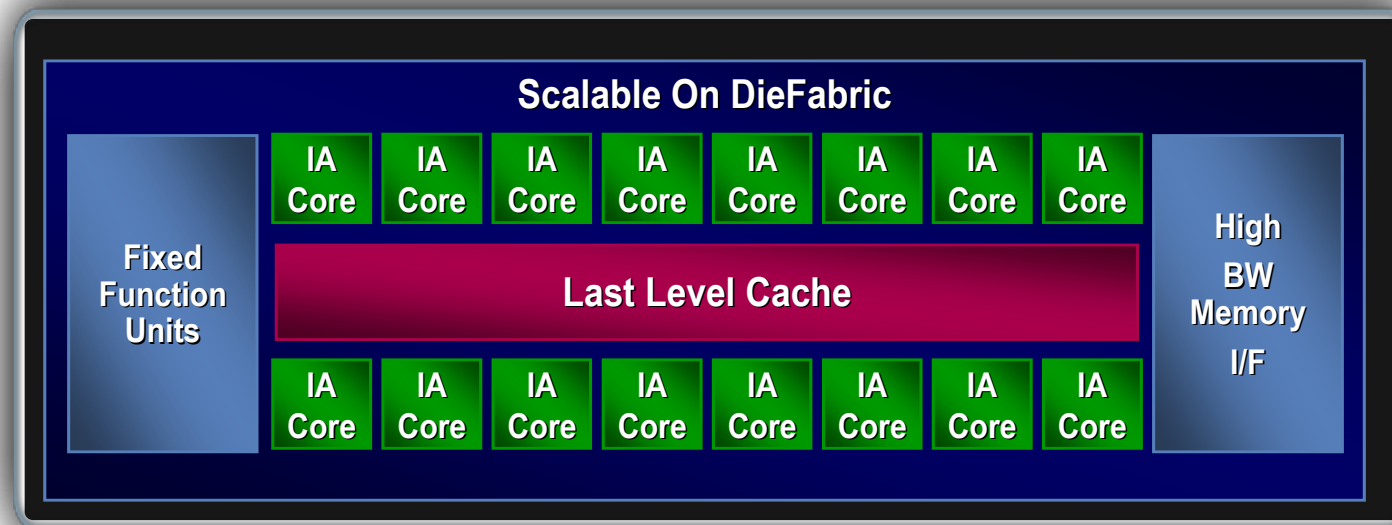 Scalable On DieFabric
IA IA IA IA IA IA IA IA
Core Core Core Core Core Core Core Core
Fixed
Function
Units
Last Level Cache
High
BW
Memory
I/F
IA IA IA IA IA IA IA IA
Core Core Core Core Core Core Core Core